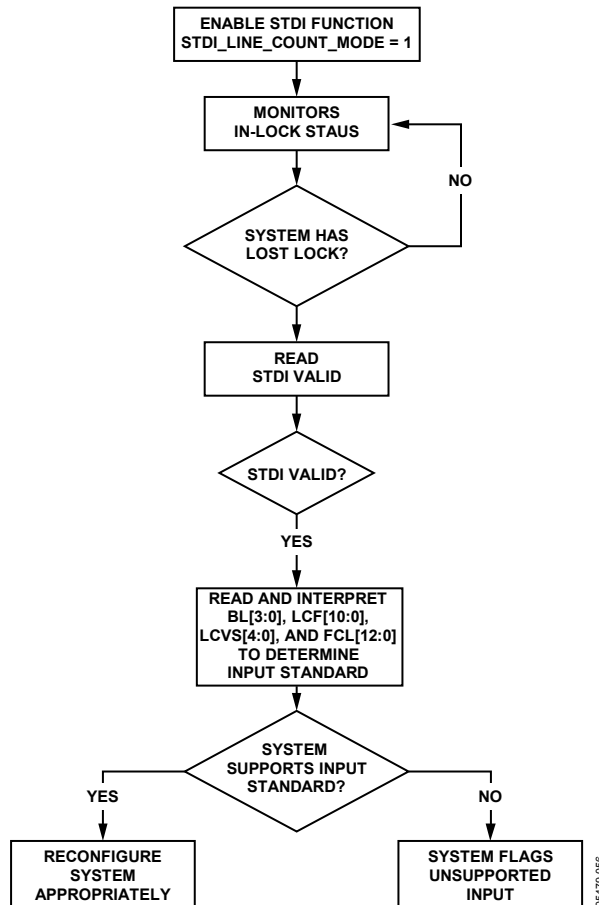 ENABLE STDI FUNCTION
STDI_LINE_COUNT_MODE = 1
MONITORS
IN-LOCK STAUS
NO
SYSTEM HAS
LOST LOCK?
READ
STDI VALID
STDI VALID?
YES
READ AND INTERPRET
BL[3:0], LCF[10:0],
LCVS[4:0], AND FCL[12:0]
TO DETERMINE
INPUT STANDARD
SYSTEM
SUPPORTS INPUT
STANDARD?
YES
NO
RECONFIGURE
SYSTEM
APPROPRIATELY
SYSTEM FLAGS
UNSUPPORTED
INPUT